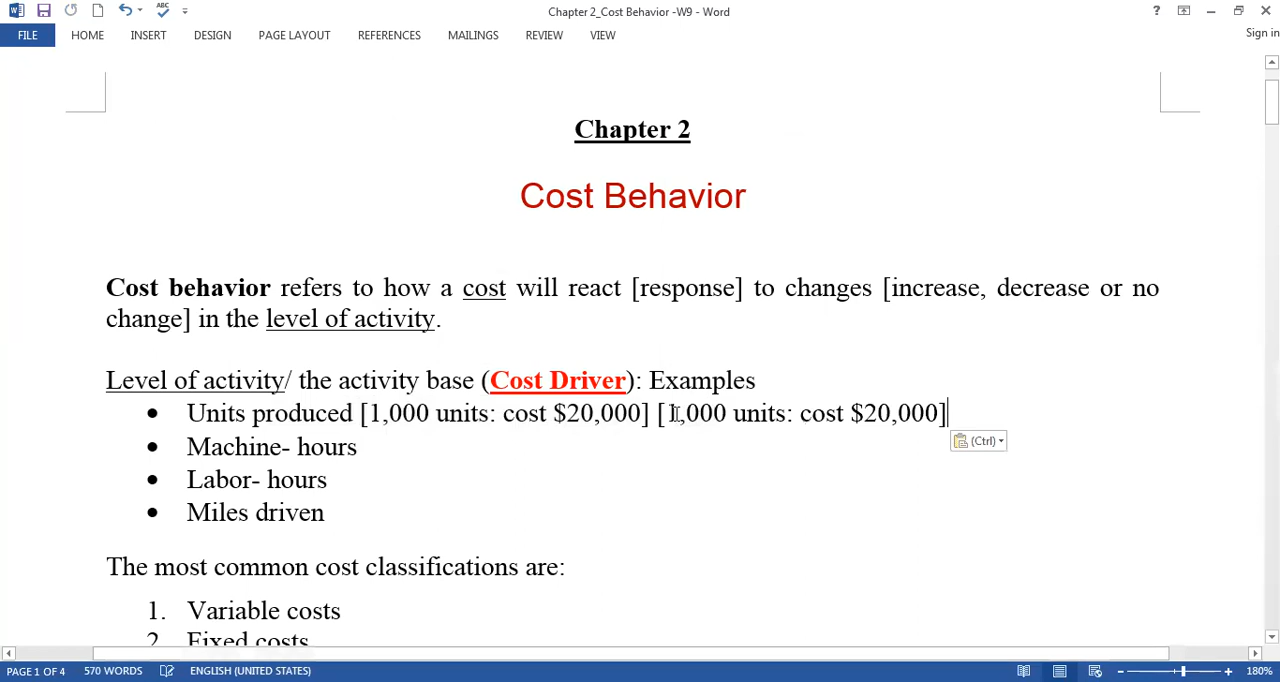 Chapter 2_Cost Behavior -W9 - Word
?
FILE HOME INSERT DESIGN PAGE LAYOUT REFERENCES MAILINGS REVIEW VIEW Sign in
Chapter 2
Cost Behavior
Cost behavior refers to how a cost will react [response] to changes [increase, decrease or no
change] in the level of activity.
Level of activity/ the activity base (Cost Driver): Examples
• Units produced [1,000 units: cost $20,000] [1,000 units: cost $20,000]
(Ctrl)
• Machine- hours
• Labor- hours
• Miles driven
The most common cost classifications are:
1. Variable costs
2. Fixed costs
PAGE 1 OF 4 570 WORDS ENGLISH (UNITED STATES) 180%